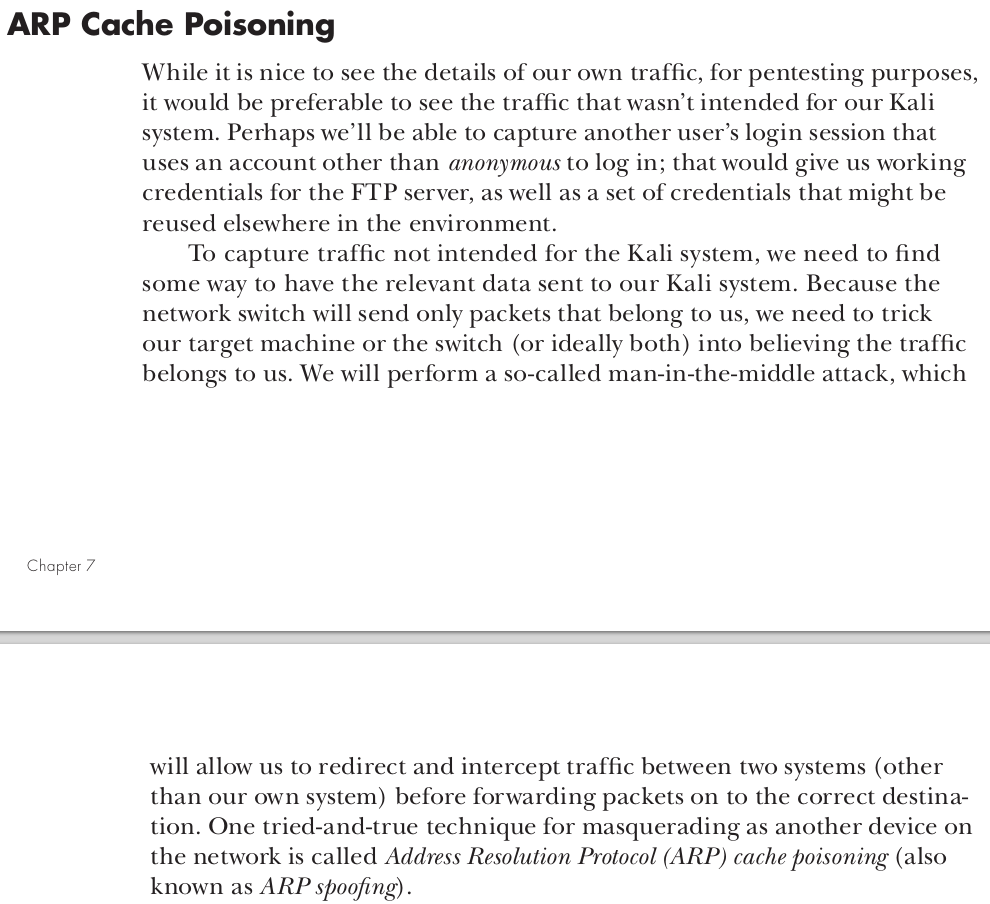 ARP Cache Poisoning
While it is nice to see the details of our own traffic, for pentesting purposes,
it would be preferable to see the traffic that wasn’t intended for our Kali
system. Perhaps we’ll be able to capture another user’s login session that
uses an account other than anonymous to log in; that would give us working
credentials for the FTP server, as well as a set of credentials that might be
reused elsewhere in the environment.
To capture traffic not intended for the Kali system, we need to find
some way to have the relevant data sent to our Kali system. Because the
network switch will send only packets that belong to us, we need to trick
our target machine or the switch (or ideally both) into believing the traffic
belongs to us. We will perform a so-called man-in-the-middle attack, which
Chapter 7
will allow us to redirect and intercept traffic between two systems (other
than our own system) before forwarding packets on to the correct destina-
tion. One tried-and-true technique for masquerading as another device on
the network is called Address Resolution Protocol (ARP) cache poisoning (also
known as ARP spoofing).